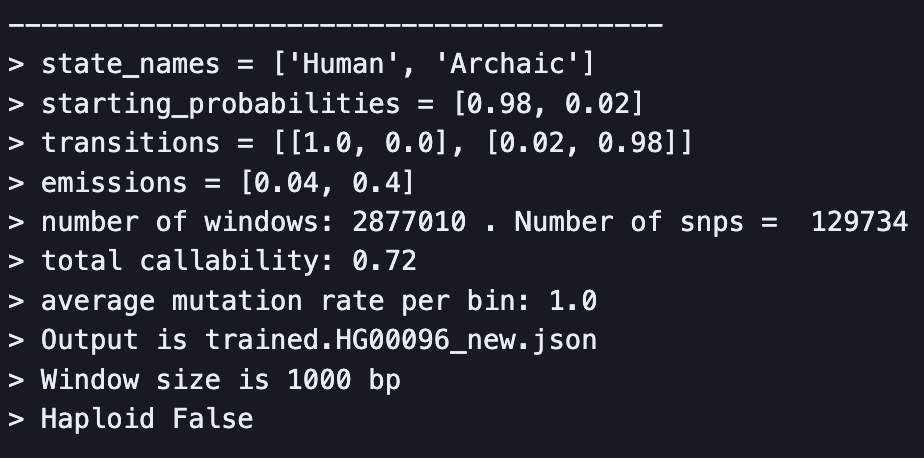 ----------------------------------------
> state_names = ['Human', 'Archaic']
> starting_probabilities = [0.98, 0.02]
> transitions = [[1.0, 0.0], [0.02, 0.98]]
> emissions = [0.04, 0.4]
> number of windows: 2877010 . Number of snps =  129734
> total callability: 0.72
> average mutation rate per bin: 1.0
> Output is trained.HG00096_new.json
> Window size is 1000 bp
> Haploid False